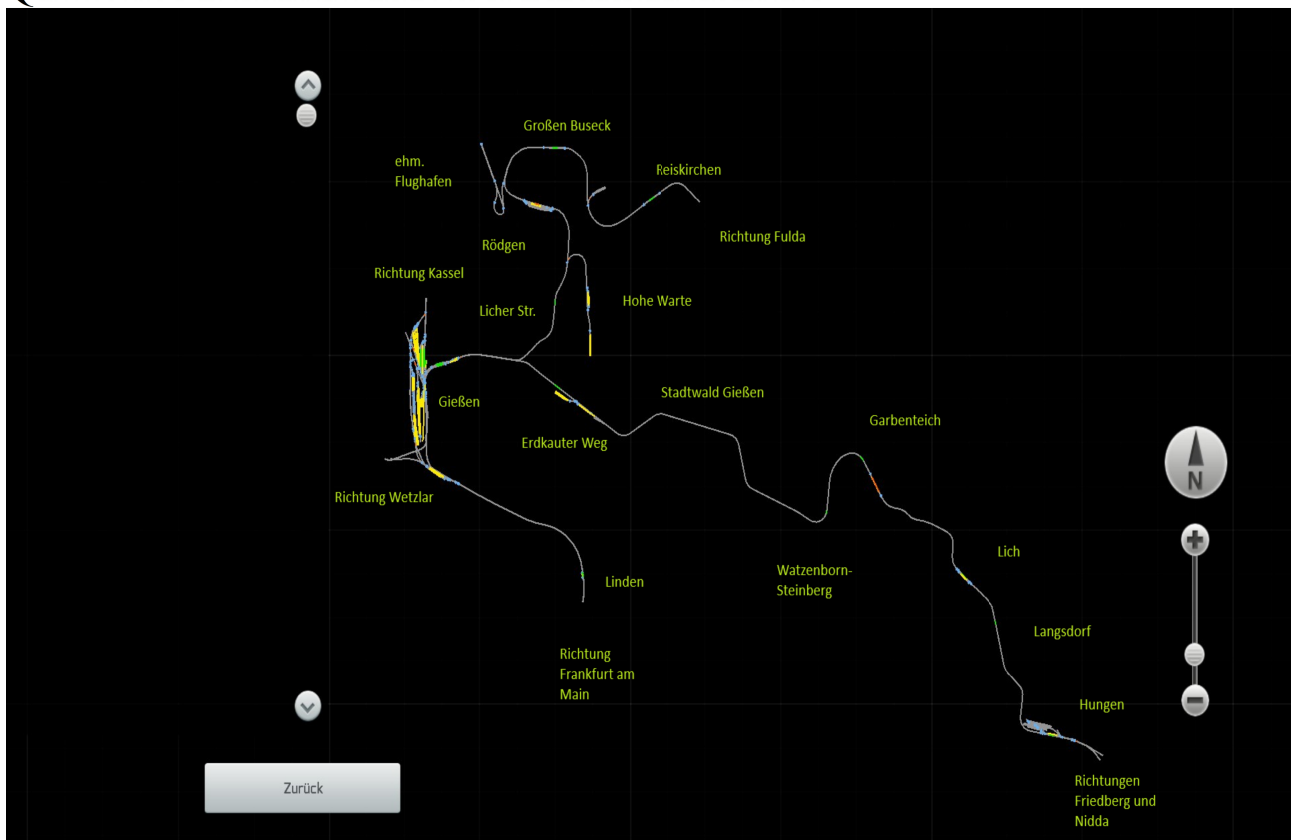 Großen Buseck
ehm.
Flughafen
Reiskirchen
Richtung Fulda
Rödgen
Richtung Kassel
Hohe Warte
Licher Str.
Stadtwald Gießen
Gießen
Garbenteich
Erdkauter Weg
Richtung Wetzlar
N
Lich
Watzenborn-
Steinberg
Linden
Langsdorf
Richtung
Frankfurt am
Main
Hungen
Richtungen
Friedberg und
Nidda
Zurück